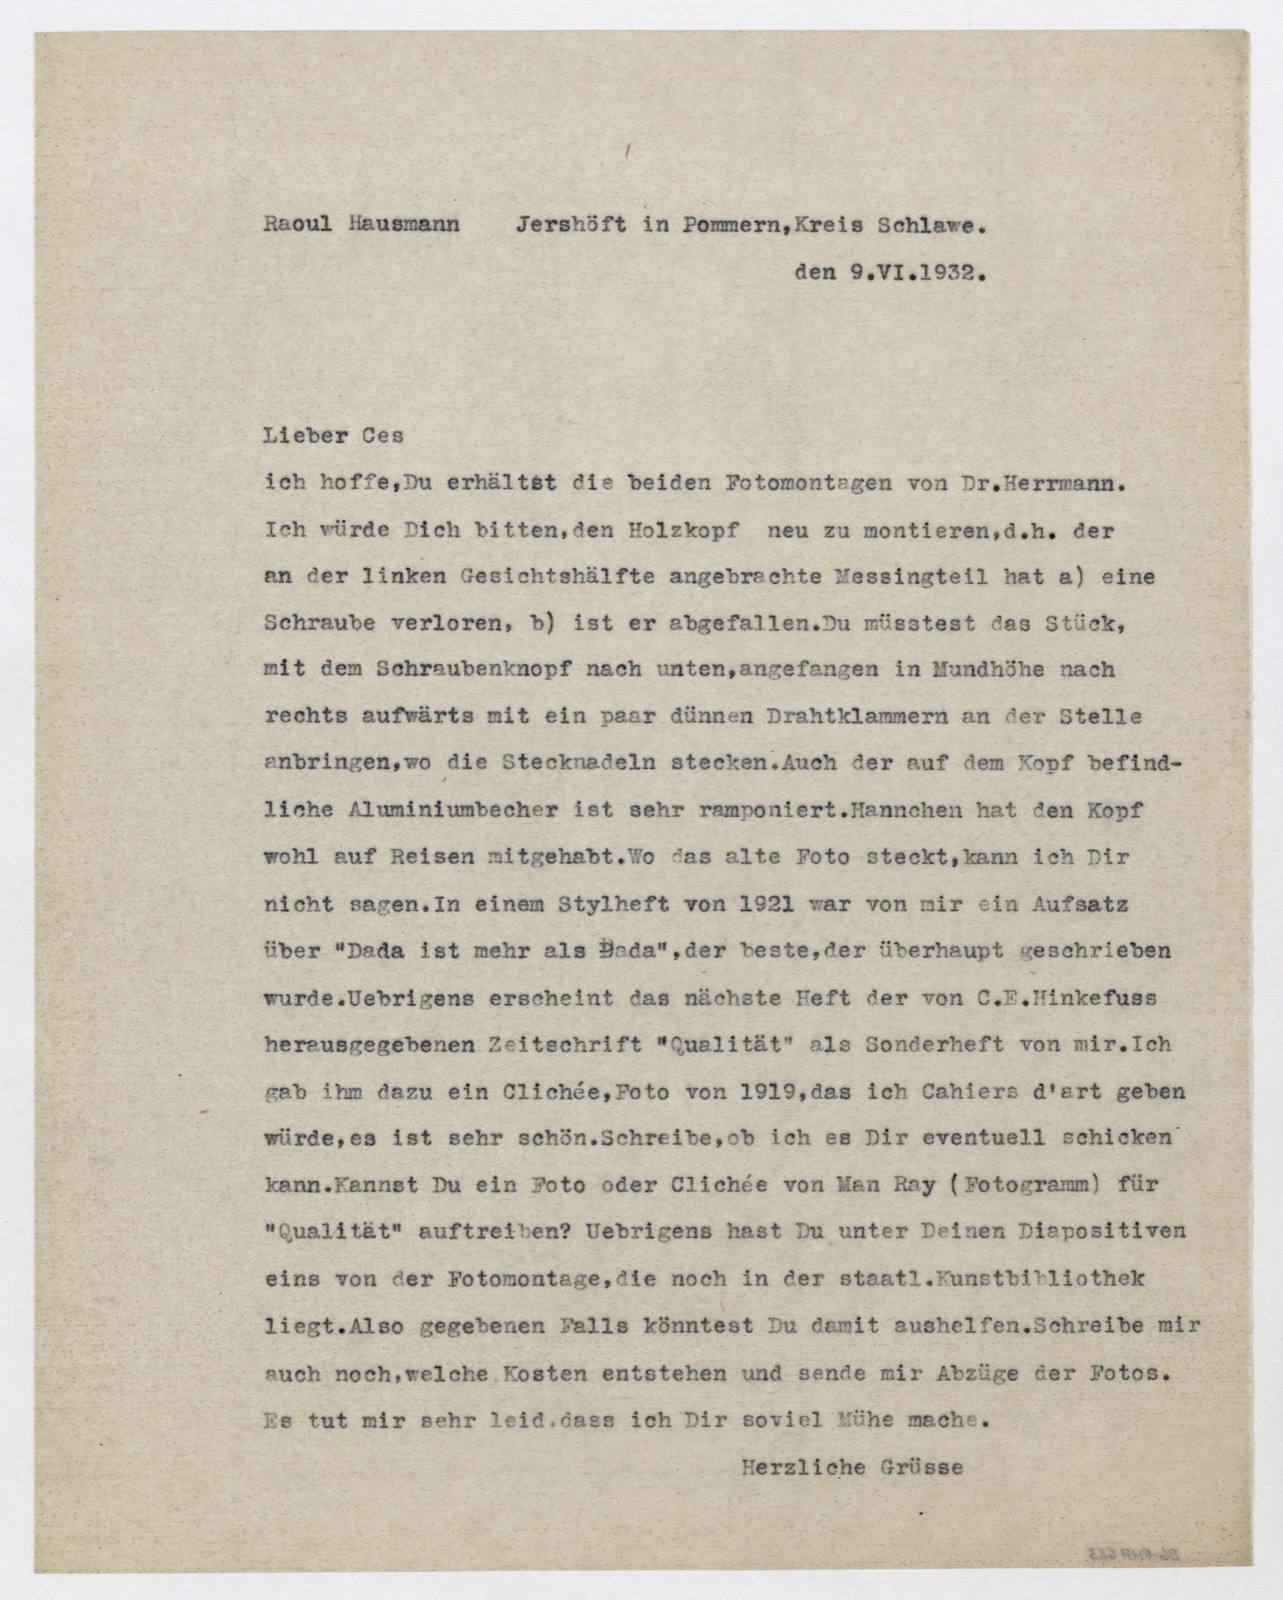 Raoul Hausmann    Jershöft in Pommern,Kreis Schlawe.
den 9.VI.1932.
Lieber Ces
ich hoffe,Du erhältst die beiden Fotomontagen von Dr.Herrmann.
Ich würde Dich bitten,den Holzkopf  neu zu montieren,d.h. der
an der linken Gesichtshälfte angebrachte Messingteil hat a) eine
Schraube verloren, b) ist er abgefallen.Du müsstest das Stück,
mit dem Schraubenknopf nach unten,angefangen in Mundhöhe nach
rechts aufwärts mit ein paar dünnen Drahtklammern an der Stelle
anbringen,wo die Stecknadeln stecken.Auch der auf dem Kopf befind-
liche Aluminiumbecher ist sehr ramponiert.Hannchen hat den Kopf
wohl auf Reisen mitgehabt.Wo das alte Foto steckt,kann ich Dir
nicht sagen.In einem Stylheft von 1921 war von mir ein Aufsatz
über "Dada ist mehr als Dada",der beste,der überhaupt geschrieben
wurde.Uebrigens erscheint das nächste Heft der von C.E.Hinkefuss
herausgegebenen Zeitschrift "Qualität" als Sonderheft von mir.Ich
gab ihm dazu ein Clichée,Foto von 1919,das ich Cahiers d'art geben
würde,es ist sehr schön.Schreibe,ob ich es Dir eventuell schicken
kann.Kannst Du ein Foto oder Clichée von Man Ray (Fotogramm) für
"Qualität" auftreiben? Uebrigens hast Du unter Deinen Diapositiven
eins von der Fotomontage,die noch in der staatl.Kunstbibliothek
liegt.Also gegebenen Falls könntest Du damit aushelfen.Schreibe mir
auch noch,welche Kosten entstehen und sende mir Abzüge der Fotos.
Es tut mir sehr leid,dass ich Dir soviel Mühe mache.
Herzliche Grüsse